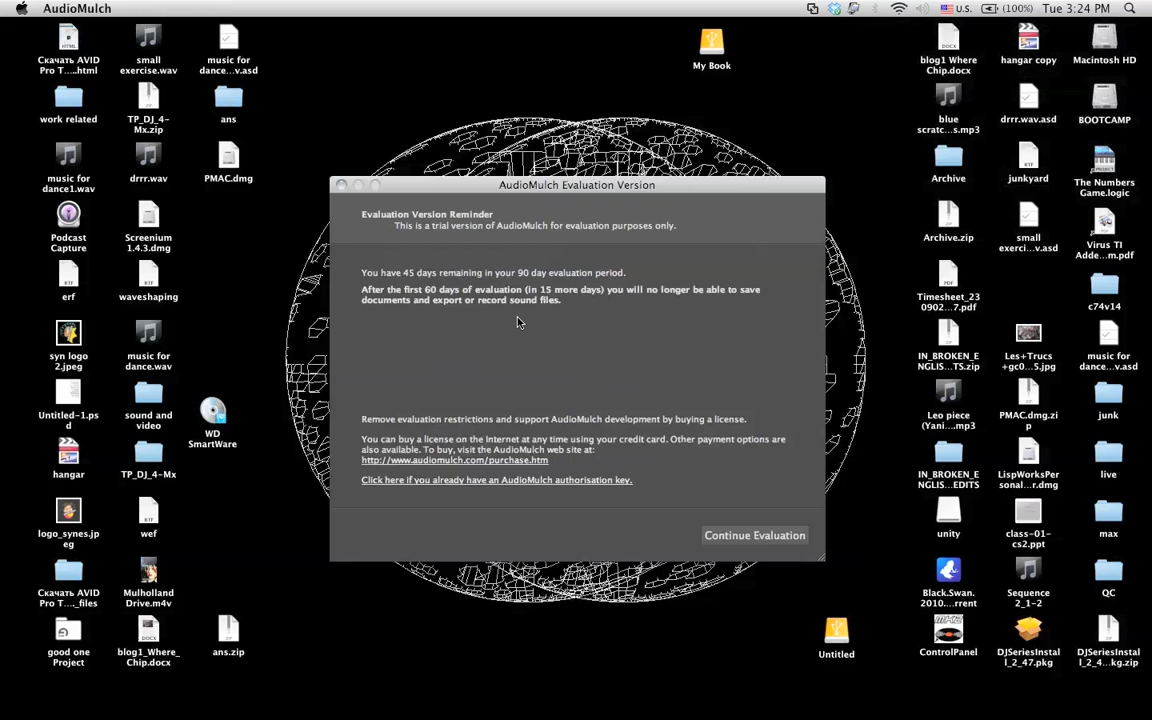 AudioMulch
U.S.
(100%)
Tue 3:24 PM
Скачать AVID
Pro T....html
small
exercise.wav
music for
dance...v.asd
My Book
blog1 Where
Chip.docx
hangar copy
Macintosh HD
work related
TP_DJ_4-
Mx.zip
ans
blue
scratc...s.mp3
drrr.wav.asd
BOOTCAMP
music for
dance1.wav
drrr.wav
PMAC.dmg
Archive
junkyard
The Numbers
Game.logic
Podcast
Capture
Screenium
1.4.3.dmg
Archive.zip
small
exerci...v.asd
Virus TI
Adde...m.pdf
erf
waveshaping
Timesheet_23
0902...7.pdf
c74v14
syn logo
2.jpeg
music for
dance.wav
IN_BROKEN_E
NGLIS...TS.zip
Les+Trucs
+gc0...5.jpg
music for
dance...v.asd
Untitled-1.ps
d
sound and
video
WD
SmartWare
Leo piece
(Yani...M.mp3
PMAC.dmg.zi
p
junk
hangar
TP_DJ_4-Mx
IN_BROKEN_E
NGLIS...EDITS
LispWorksPer
sonal...r.dmg
live
logo_synes.jp
eg
wef
unity
class-01-
cs2.ppt
max
Скачать AVID
Pro T...._files
Mulholland
Drive.m4v
Black.Swan.
2010....rrent
Sequence
2_1-2
QC
good one
Project
blog1_Where_
Chip.docx
ans.zip
Untitled
ControlPanel
DJSeriesInstal
l_2_47.pkg
DJSeriesInstal
l_2_4...kg.zip
AudioMulch Evaluation Version
Evaluation Version Reminder
This is a trial version of AudioMulch for evaluation purposes only.
You have 45 days remaining in your 90 day evaluation period.
After the first 60 days of evaluation (in 15 more days) you will no longer be able to save
documents and export or record sound files.
Remove evaluation restrictions and support AudioMulch development by buying a license.
You can buy a license on the Internet at any time using your credit card. Other payment options are
also available. To buy, visit the AudioMulch web site at:
http://www.audiomulch.com/purchase.htm
Click here if you already have an AudioMulch authorisation key.
Continue Evaluation